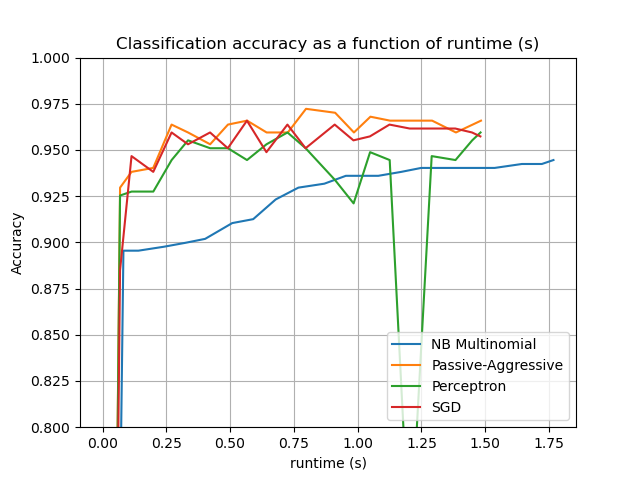 Classification accuracy as a function of runtime (s)
1.000
0.975
0.950
0.925
0.900
0.875
0.850
0.825
0.800
Accuracy
NB Multinomial
Passive-Aggressive
Perceptron
SGD
0.00 0.25 0.50 0.75 1.00 1.25 1.50 1.75
runtime (s)